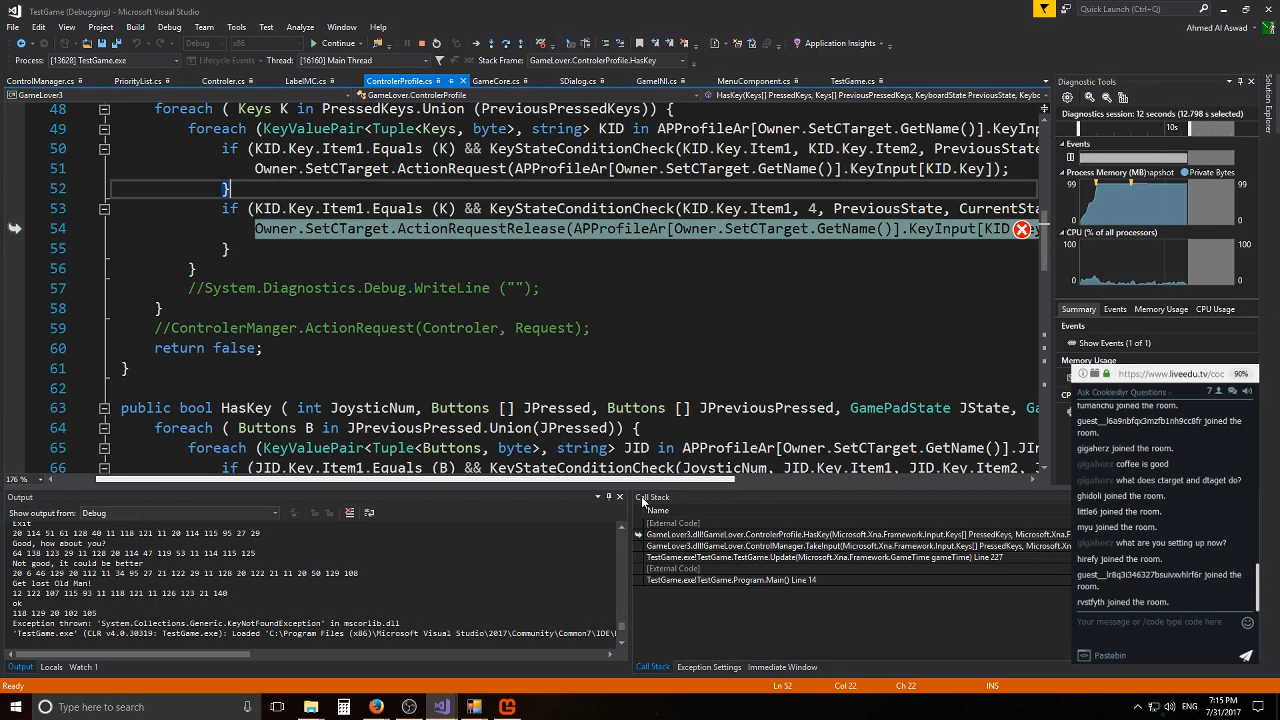 TestGame (Debugging) - Microsoft Visual Studio
Quick Launch (Ctrl+Q)
File Edit View Project Build Debug Team Tools Architecture Test Analyze Window Help
Ahmed Al Aswad
Debug x86 Continue Application Insights
Process: [13628] TestGame.exe Lifecycle Events Thread: [16160] Main Thread Stack Frame: GameLover.ControlerProfile.HasKey
ControlManager.cs PriorityList.cs Controler.cs LabelMC.cs ControlerProfile.cs GameCore.cs SDialog.cs GameINI.cs MenuComponent.cs TestGame.cs
GameLover3 GameLover.ControlerProfile HasKey(Keys[] PressedKeys, Keys[] PreviousPressedKeys, KeyboardState PreviousState, Keybo
48 foreach ( Keys K in PressedKeys.Union (PreviousPressedKeys)) {
49 foreach (KeyValuePair<Tuple<Keys, byte>, string> KID in APProfileAr[Owner.SetCTarget.GetName()].KeyInp
50 if (KID.Key.Item1.Equals (K) && KeyStateConditionCheck(KID.Key.Item1, KID.Key.Item2, PreviousState
51 Owner.SetCTarget.ActionRequest(APProfileAr[Owner.SetCTarget.GetName()].KeyInput[KID.Key]);
52 }
53 if (KID.Key.Item1.Equals (K) && KeyStateConditionCheck(KID.Key.Item1, 4, PreviousState, CurrentSta
54 Owner.SetCTarget.ActionRequestRelease(APProfileAr[Owner.SetCTarget.GetName()].KeyInput[KID
55 }
56 }
57 //System.Diagnostics.Debug.WriteLine ("");
58 }
59 //ControlerManger.ActionRequest(Controler, Request);
60 return false;
61 }
62
63 public bool HasKey ( int JoysticNum, Buttons [] JPressed, Buttons [] JPreviousPressed, GamePadState JState, Ga
64 foreach ( Buttons B in JPreviousPressed.Union(JPressed)) {
65 foreach (KeyValuePair<Tuple<Buttons, byte>, string> JID in APProfileAr[Owner.SetCTarget.GetName()].JIn
66 if (JID.Key.Item1.Equals (B) && KeyStateConditionCheck(JoysticNum, JID.Key.Item1, JID.Key.Item2,
176 %
Diagnostic Tools
Diagnostics session: 12 seconds (12.798 s selected)
10s
Events
Process Memory (MB) Snapshot Private Bytes
99 99
0 0
CPU (% of all processors)
100 100
0 0
Summary Events Memory Usage CPU Usage
Events
Show Events (1 of 1)
Memory Usage
Solution Explorer
https://www.liveedu.tv/coc 90%
Ask Cookieslyr Questions - 7
fumanchu joined the room.
guest__l6a9nbfqx3mzfb1nh9cc8fr joined the
room.
gigaherz joined the room.
gigaherz coffee is good
gigaherz what does ctarget and dtaget do?
ghidoli joined the room.
little6 joined the room.
myu joined the room.
gigaherz what are you setting up now?
hirefy joined the room.
guest__lr8q3i346327bsuivxvhlrf6r joined the
room.
rvstfyth joined the room.
Your message or /code type code here
Pastebin
Output
Show output from: Debug
Exit
20 114 51 61 128 110 20 34 12 122 107
Good, how about you?
64 138 123 29 11 128 20 114 47 119 53 11 114 115 125
Not good, it could be better
20 6 46 129 20 112 11 34 95 27 21 122 29 11 128 20 122 21 11 20 50 129 108
Get lost Old Man!
12 122 107 115 113 93 112 118 11 126 123 21 140
ok
118 129 20 102 105
Exception thrown: 'System.Collections.Generic.KeyNotFoundException' in mscorlib.dll
'TestGame.exe' (CLR v4.0.30319: TestGame.exe): Loaded 'C:\Program Files (x86)\Microsoft Visual Studio\2017\Community\Common7\IDE\
Output Locals Watch 1
Call Stack
Name
[External Code]
GameLover3.dll!GameLover.ControlerProfile.HasKey(Microsoft.Xna.Framework.Input.Keys[] PressedKeys, Microsoft.X
GameLover3.dll!GameLover.ControlManager.TakeInput(Microsoft.Xna.Framework.Input.Keys[] PressedKeys, Microsoft.Xn
TestGame.exe!TestGame.Update(Microsoft.Xna.Framework.GameTime gameTime) Line 227
[External Code]
TestGame.exe!TestGame.Program.Main() Line 14
Call Stack Exception Settings Immediate Window
Ready Ln 52 Col 22 Ch 22 INS
Type here to search
ENG 7:15 PM 7/31/2017